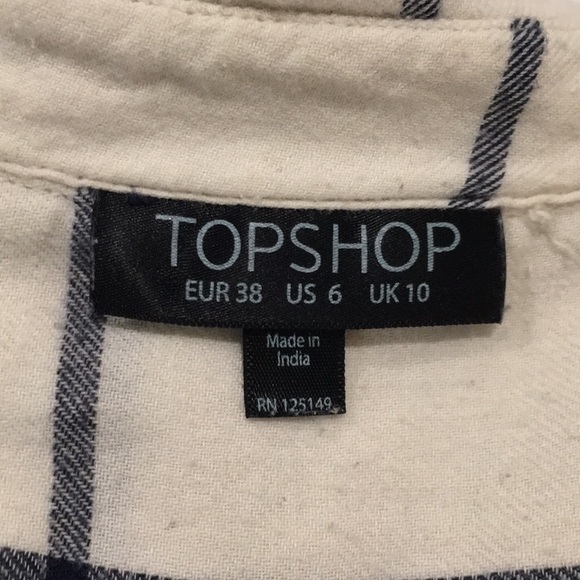 TOPSHOP
EUR 38 US 6 UK 10
Made in
India
RN 125149